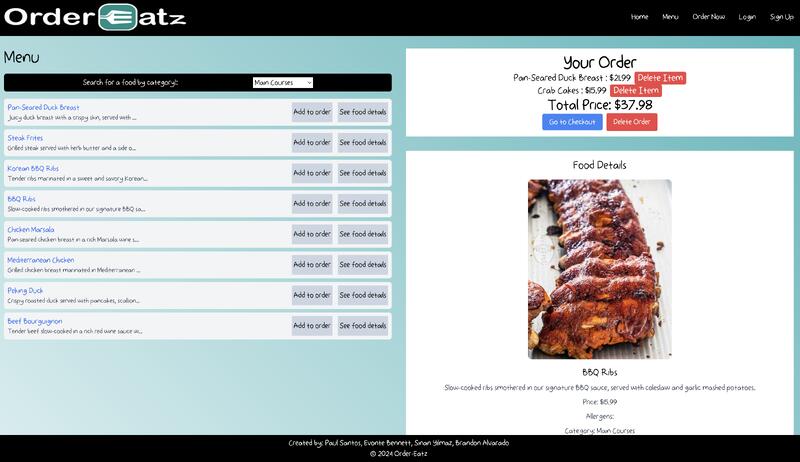 Order Eatz
Home Menu Order Now Login Sign Up
Menu
Search for a food by category!: Main Courses
Pan-Seared Duck Breast
Juicy duck breast with a crispy skin, served with ...
Add to order See food details
Steak Frites
Grilled steak served with herb butter and a side o...
Add to order See food details
Korean BBQ Ribs
Tender ribs marinated in a sweet and savory Korean...
Add to order See food details
BBQ Ribs
Slow-cooked ribs smothered in our signature BBQ sa...
Add to order See food details
Chicken Marsala
Pan-seared chicken breast in a rich Marsala wine s...
Add to order See food details
Mediterranean Chicken
Grilled chicken breast marinated in Mediterranean ...
Add to order See food details
Peking Duck
Crispy roasted duck served with pancakes, scallion...
Add to order See food details
Beef Bourguignon
Tender beef slow-cooked in a rich red wine sauce wi...
Add to order See food details
Your Order
Pan-Seared Duck Breast : $21.99 Delete Item
Crab Cakes : $15.99 Delete Item
Total Price: $37.98
Go to Checkout Delete Order
Food Details
BBQ Ribs
Slow-cooked ribs smothered in our signature BBQ sauce, served with coleslaw and garlic mashed potatoes.
Price: $15.99
Allergens:
Category: Main Courses
Created by: Paul Santos, Evonte Bennett, Sinan Yilmaz, Brandon Alvarado
© 2024 Order-Eatz